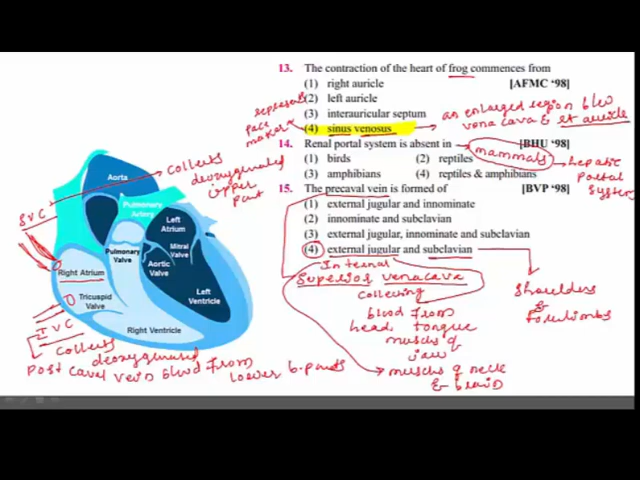 13. The contraction of the heart of frog commences from
(1) right auricle [AFMC '98]
(2) left auricle
(3) interauricular septum
(4) sinus venosus
an enlarged region b/w
vena cava & rt auricle
represents
pace
maker
14. Renal portal system is absent in [BHU '98]
(1) birds (2) reptiles
(3) amphibians (4) reptiles & amphibians
mammals
hepatic
portal
system
15. The precaval vein is formed of [BVP '98]
(1) external jugular and innominate
(2) innominate and subclavian
(3) external jugular, innominate and subclavian
(4) external jugular and subclavian
Internal
Superior venacava
collecting
blood from
head tongue
muscls of
jaw
muscls of neck
& brain
shoulders
&
forelimbs
collects
deoxygenated
upper
part
SVC
Aorta
Pulmonary
Artery
Left
Atrium
Pulmonary
Valve
Aortic
Valve
Mitral
Valve
Left
Ventricle
Right Atrium
Tricuspid
Valve
Right Ventricle
IVC
collects
deoxygenated
Post caval vein blood from
lower b.parts